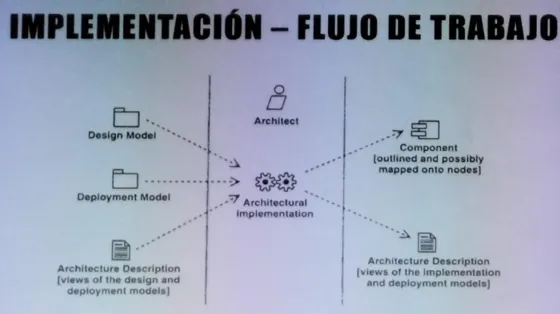 IMPLEMENTACIÓN – FLUJO DE TRABAJO
Design Model
Deployment Model
Architecture Description
[views of the design and
deployment models]
Architect
Architectural
Implementation
Component
[outlined and possibly
mapped onto nodes]
Architecture Description
[views of the implementation
and deployment models]